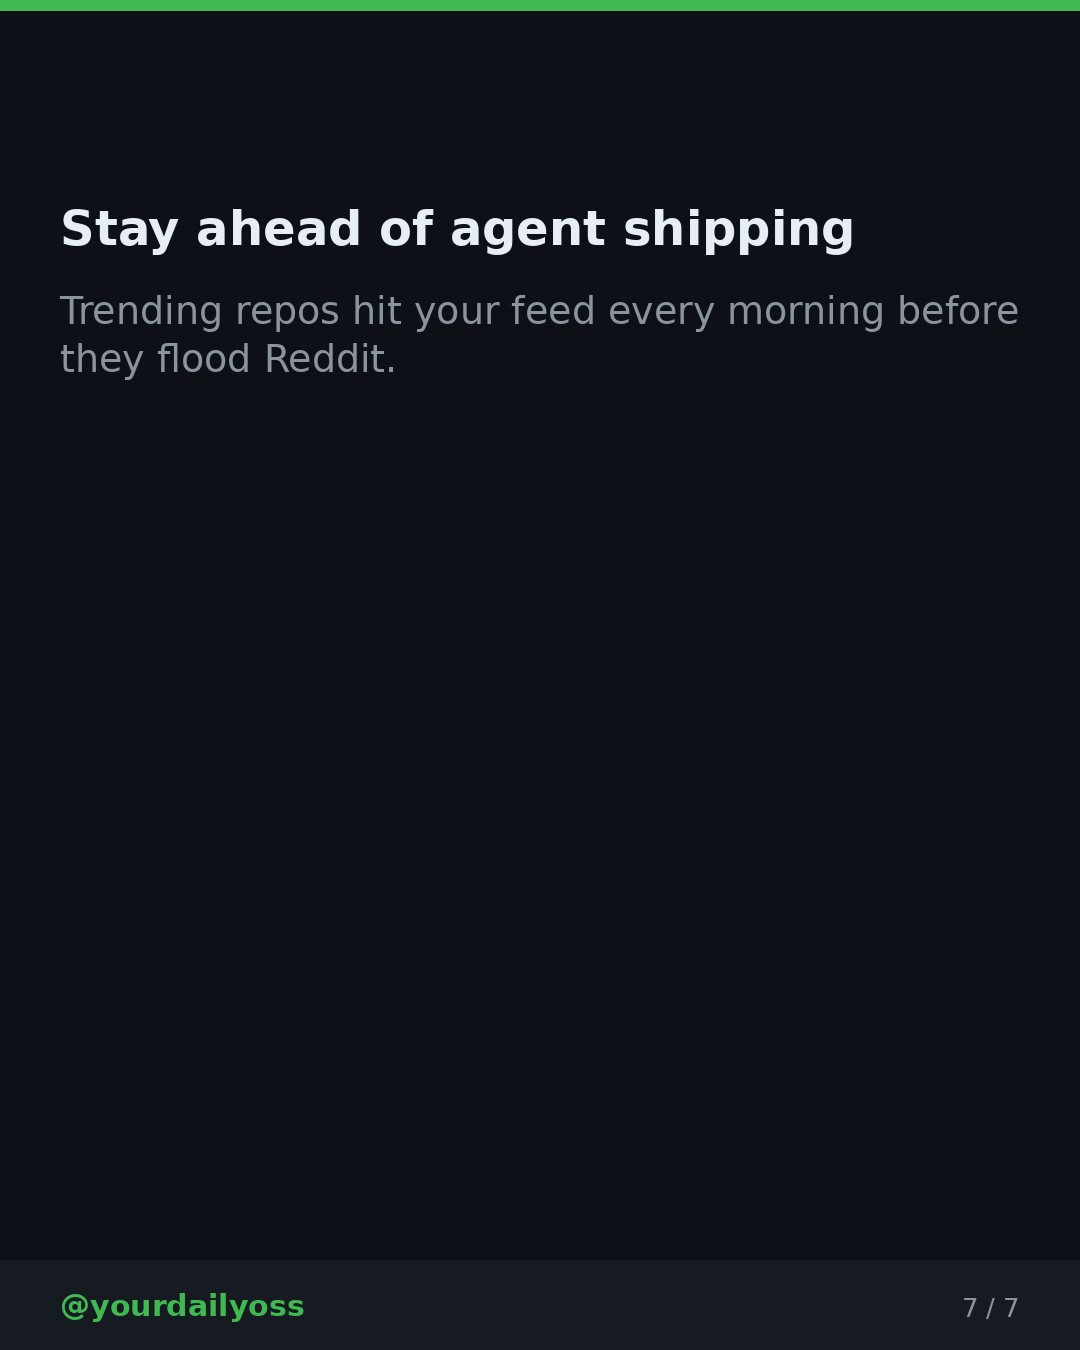 Stay ahead of agent shipping
Trending repos hit your feed every morning before
they flood Reddit.
@yourdailyoss
7 / 7